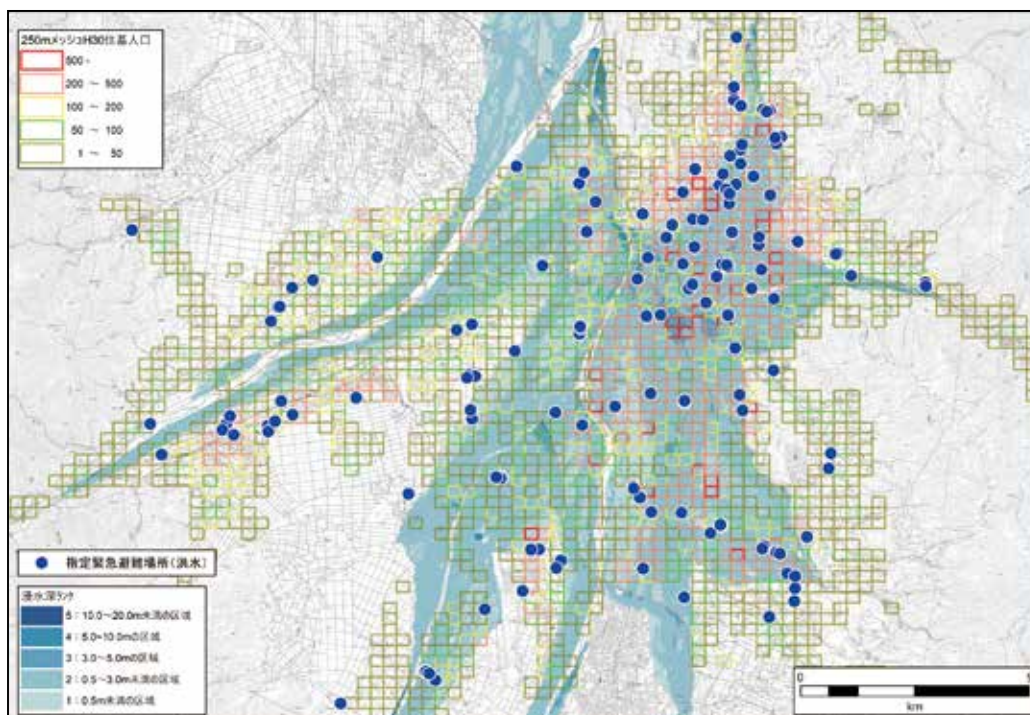 250mメッシュH30住基人口
500 -
200 ～ 500
100 ～ 200
50 ～ 100
1 ～ 50
指定緊急避難場所(洪水)
浸水深ランク
5：10.0～20.0m未満の区域
4：5.0~10.0mの区域
3：3.0～5.0mの区域
2：0.5～3.0m未満の区域
1：0.5m未満の区域
0
km